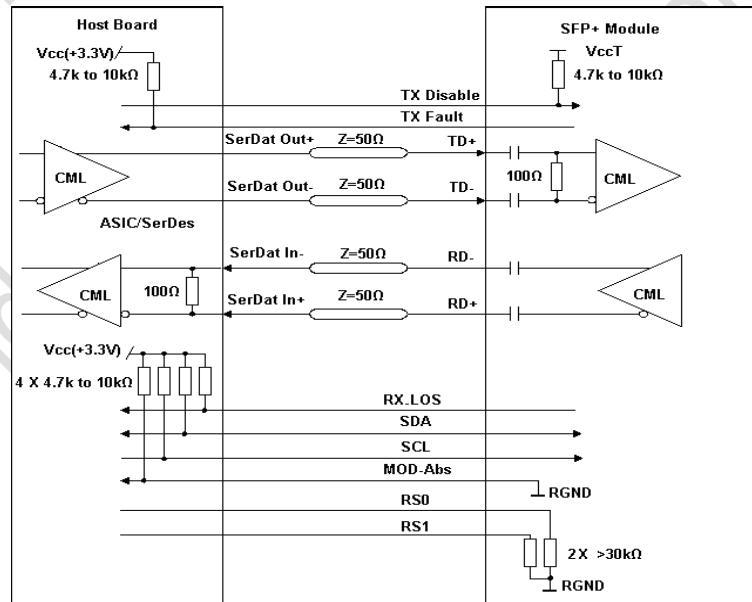 Host Board
SFP+ Module
Vcc(+3.3V)
4.7k to 10kΩ
VccT
4.7k to 10kΩ
TX Disable
TX Fault
SerDat Out+
Z=50Ω
TD+
CML
100Ω
CML
SerDat Out-
Z=50Ω
TD-
ASIC/SerDes
SerDat In-
Z=50Ω
RD-
CML
100Ω
SerDat In+
Z=50Ω
RD+
CML
Vcc(+3.3V)
4 X 4.7k to 10kΩ
RX.LOS
SDA
SCL
MOD-Abs
RGND
RS0
RS1
2X >30kΩ
RGND